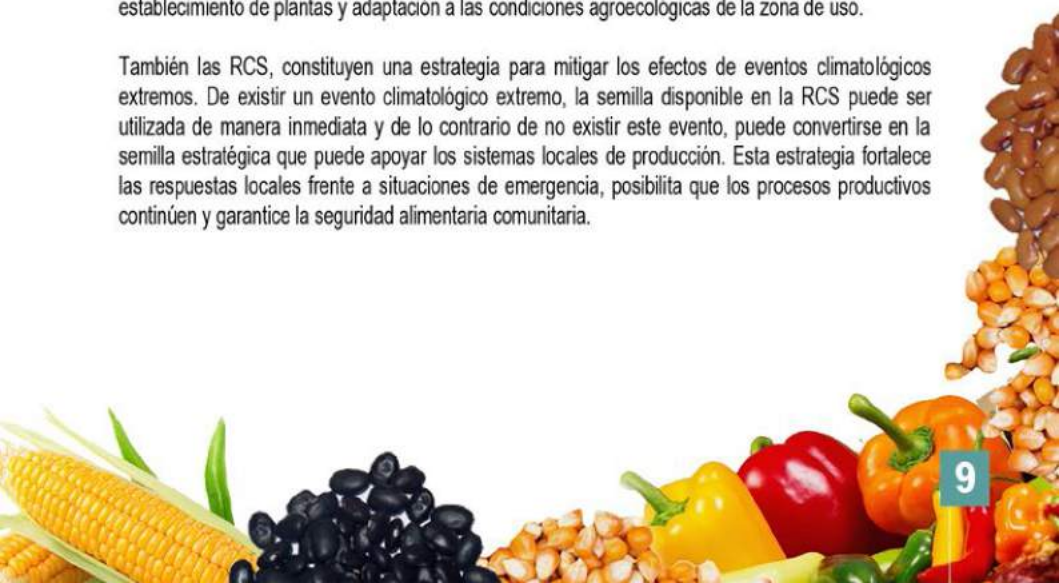 establecimiento de plantas y adaptación a las condiciones agroecológicas de la zona de uso.
También las RCS, constituyen una estrategia para mitigar los efectos de eventos climatológicos
extremos. De existir un evento climatológico extremo, la semilla disponible en la RCS puede ser
utilizada de manera inmediata y de lo contrario de no existir este evento, puede convertirse en la
semilla estratégica que puede apoyar los sistemas locales de producción. Esta estrategia fortalece
las respuestas locales frente a situaciones de emergencia, posibilita que los procesos productivos
continúen y garantice la seguridad alimentaria comunitaria.
9